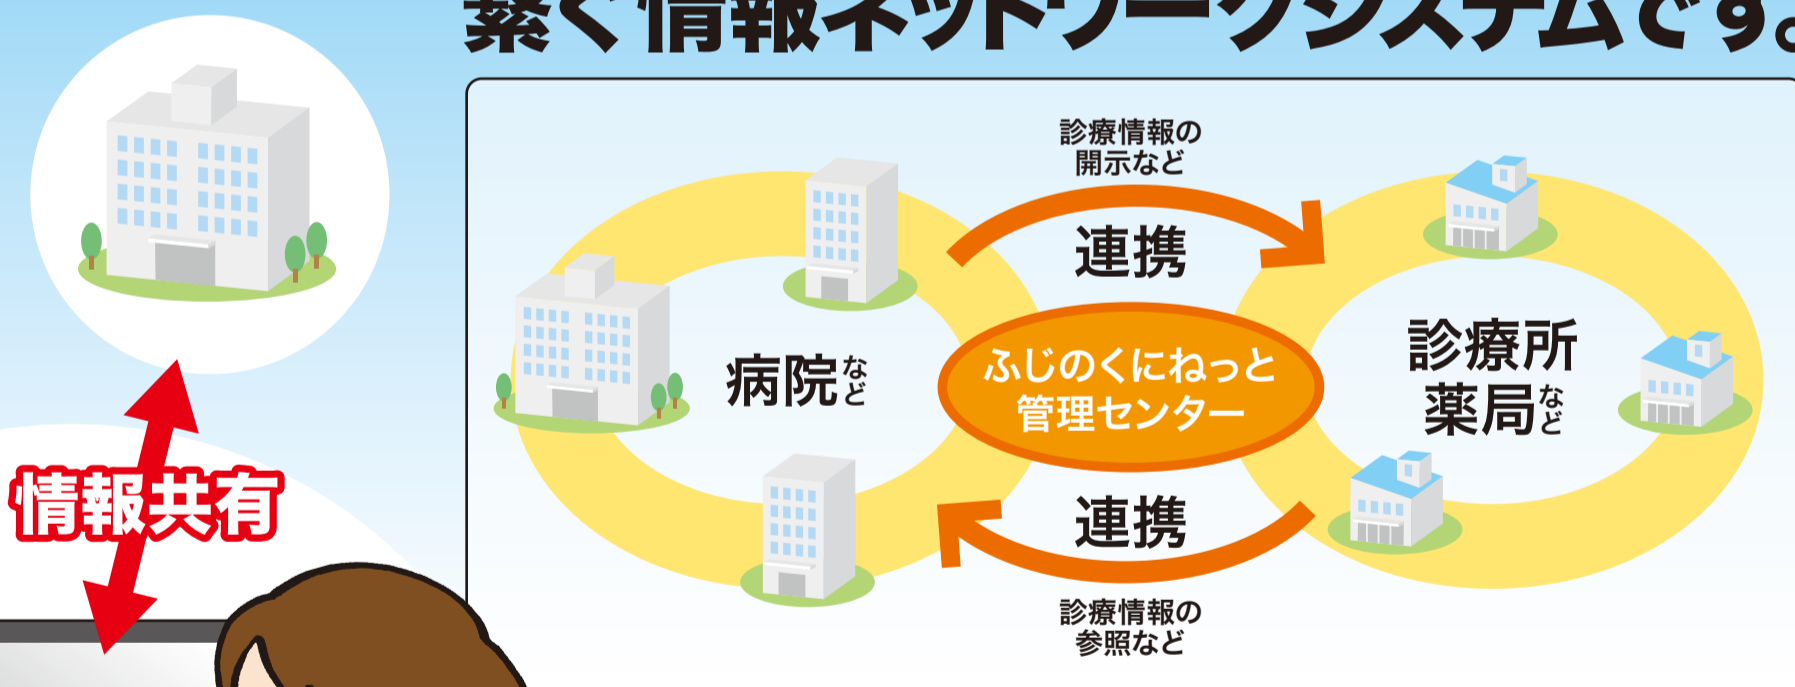 繋ぐ情報ネットワークシステムです。
診療情報の
開示など
連携
病院など
ふじのくにねっと
管理センター
診療所
薬局など
情報共有
連携
診療情報の
参照など